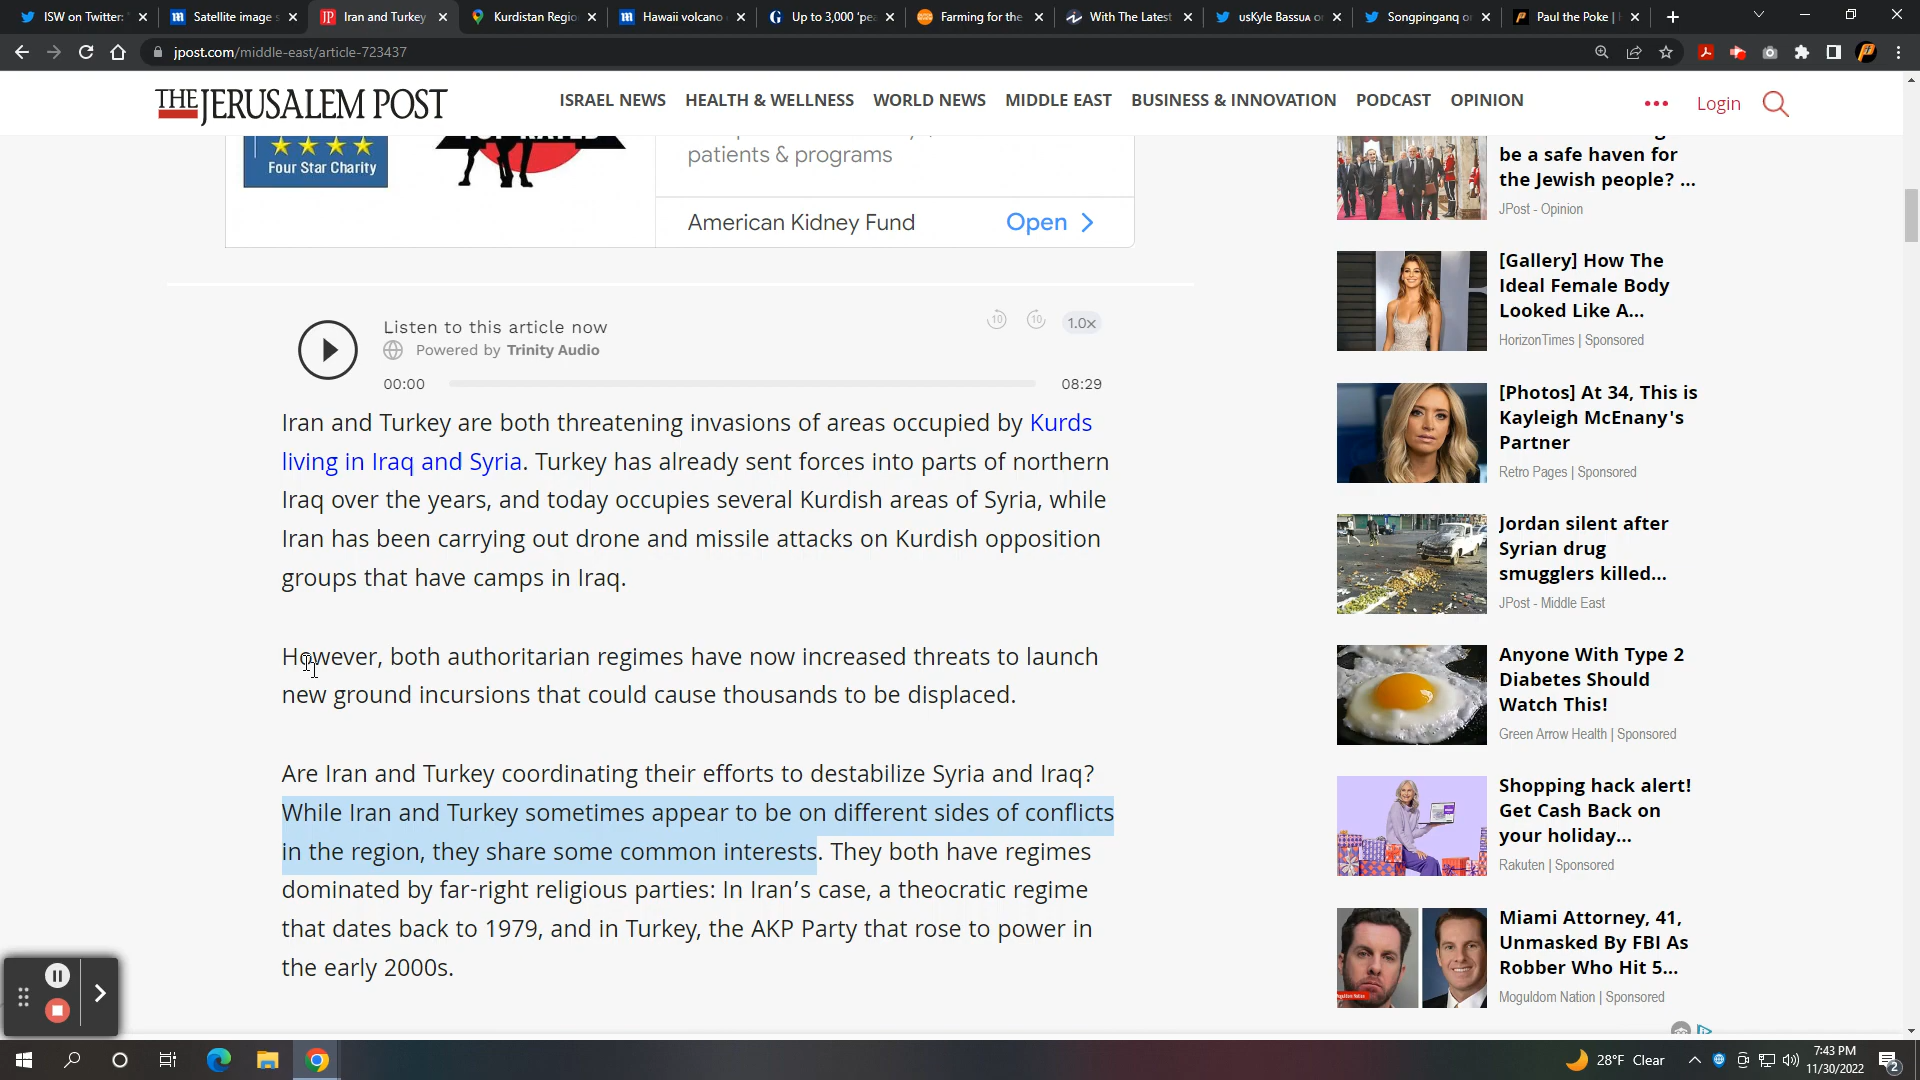 ISW on Twitter: "
Satellite image s
Iran and Turkey
Kurdistan Regio
Hawaii volcano
Up to 3,000 'pea
Farming for the
With The Latest
usKyle Bassuᴀ o
Songpinganq o
Paul the Poke |
jpost.com/middle-east/article-723437
THE JERUSALEM POST
ISRAEL NEWS HEALTH & WELLNESS WORLD NEWS MIDDLE EAST BUSINESS & INNOVATION PODCAST OPINION
Login
Four Star Charity
patients & programs
American Kidney Fund
Open
Listen to this article now
Powered by Trinity Audio
10
10
1.0x
00:00
08:29
Iran and Turkey are both threatening invasions of areas occupied by Kurds
living in Iraq and Syria. Turkey has already sent forces into parts of northern
Iraq over the years, and today occupies several Kurdish areas of Syria, while
Iran has been carrying out drone and missile attacks on Kurdish opposition
groups that have camps in Iraq.
However, both authoritarian regimes have now increased threats to launch
new ground incursions that could cause thousands to be displaced.
Are Iran and Turkey coordinating their efforts to destabilize Syria and Iraq?
While Iran and Turkey sometimes appear to be on different sides of conflicts
in the region, they share some common interests. They both have regimes
dominated by far-right religious parties: In Iran's case, a theocratic regime
that dates back to 1979, and in Turkey, the AKP Party that rose to power in
the early 2000s.
be a safe haven for
the Jewish people? ...
JPost - Opinion
[Gallery] How The
Ideal Female Body
Looked Like A...
HorizonTimes | Sponsored
[Photos] At 34, This is
Kayleigh McEnany's
Partner
Retro Pages | Sponsored
Jordan silent after
Syrian drug
smugglers killed...
JPost - Middle East
Anyone With Type 2
Diabetes Should
Watch This!
Green Arrow Health | Sponsored
Shopping hack alert!
Get Cash Back on
your holiday...
Rakuten | Sponsored
Miami Attorney, 41,
Unmasked By FBI As
Robber Who Hit 5...
Moguldom Nation | Sponsored
28°F Clear
7:43 PM
11/30/2022
2